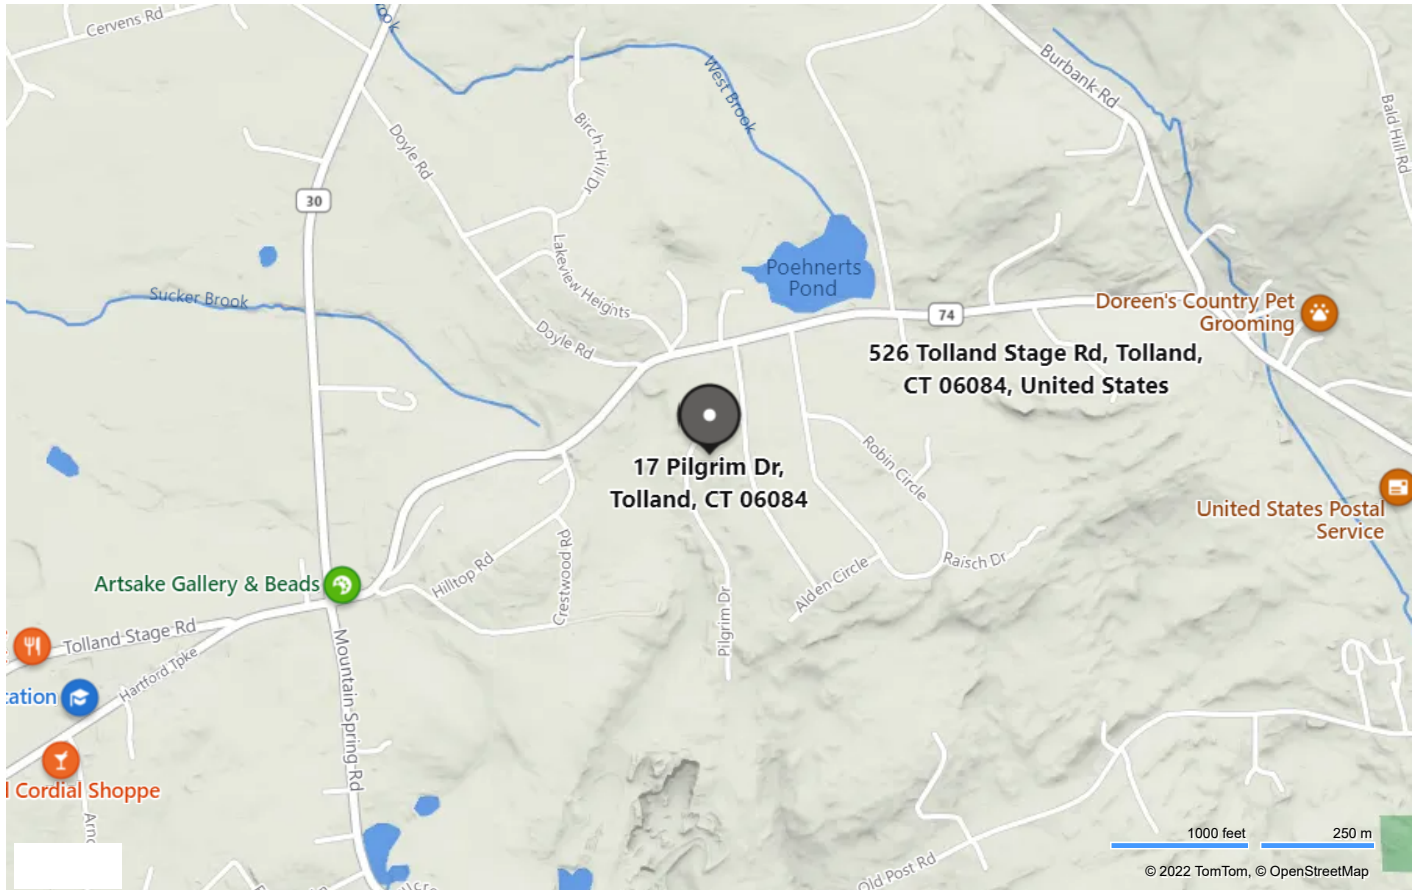 Cervens Rd
ook
Burbank Rd
West Brook
Bald Hill Rd
Birch Hill Dr
Doyle Rd
30
Lakeview Heights
Poehnerts
Pond
Sucker Brook
74
Doreen's Country Pet
Grooming
Doyle Rd
526 Tolland Stage Rd, Tolland,
CT 06084, United States
17 Pilgrim Dr,
Tolland, CT 06084
Robin Circle
United States Postal
Service
Crestwood Rd
Hilltop Rd
Raisch Dr
Alden Circle
Artsake Gallery & Beads
Pilgrim Dr
Tolland Stage Rd
Hartford Tpke
Mountain Spring Rd
cation
l Cordial Shoppe
Arno
Old Post Rd
1000 feet
250 m
© 2022 TomTom, © OpenStreetMap